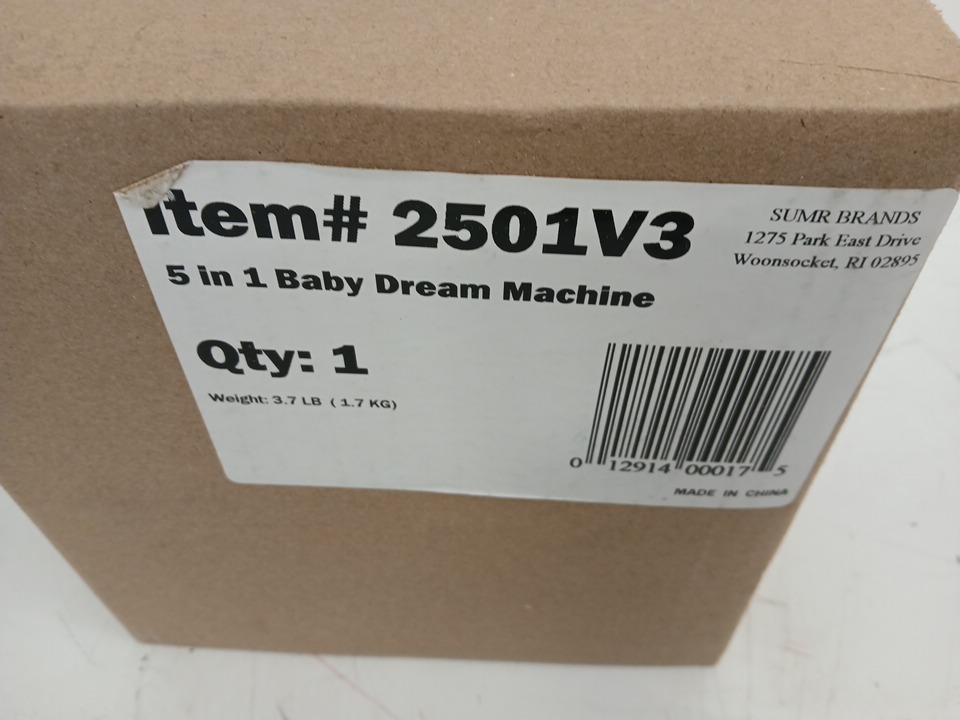 Item# 2501V3
SUMR BRANDS
1275 Park East Drive
Woonsocket, RI 02895
5 in 1 Baby Dream Machine
Qty: 1
Weight: 3.7 LB ( 1.7 KG)
0 12914 00017 5
MADE IN CHINA